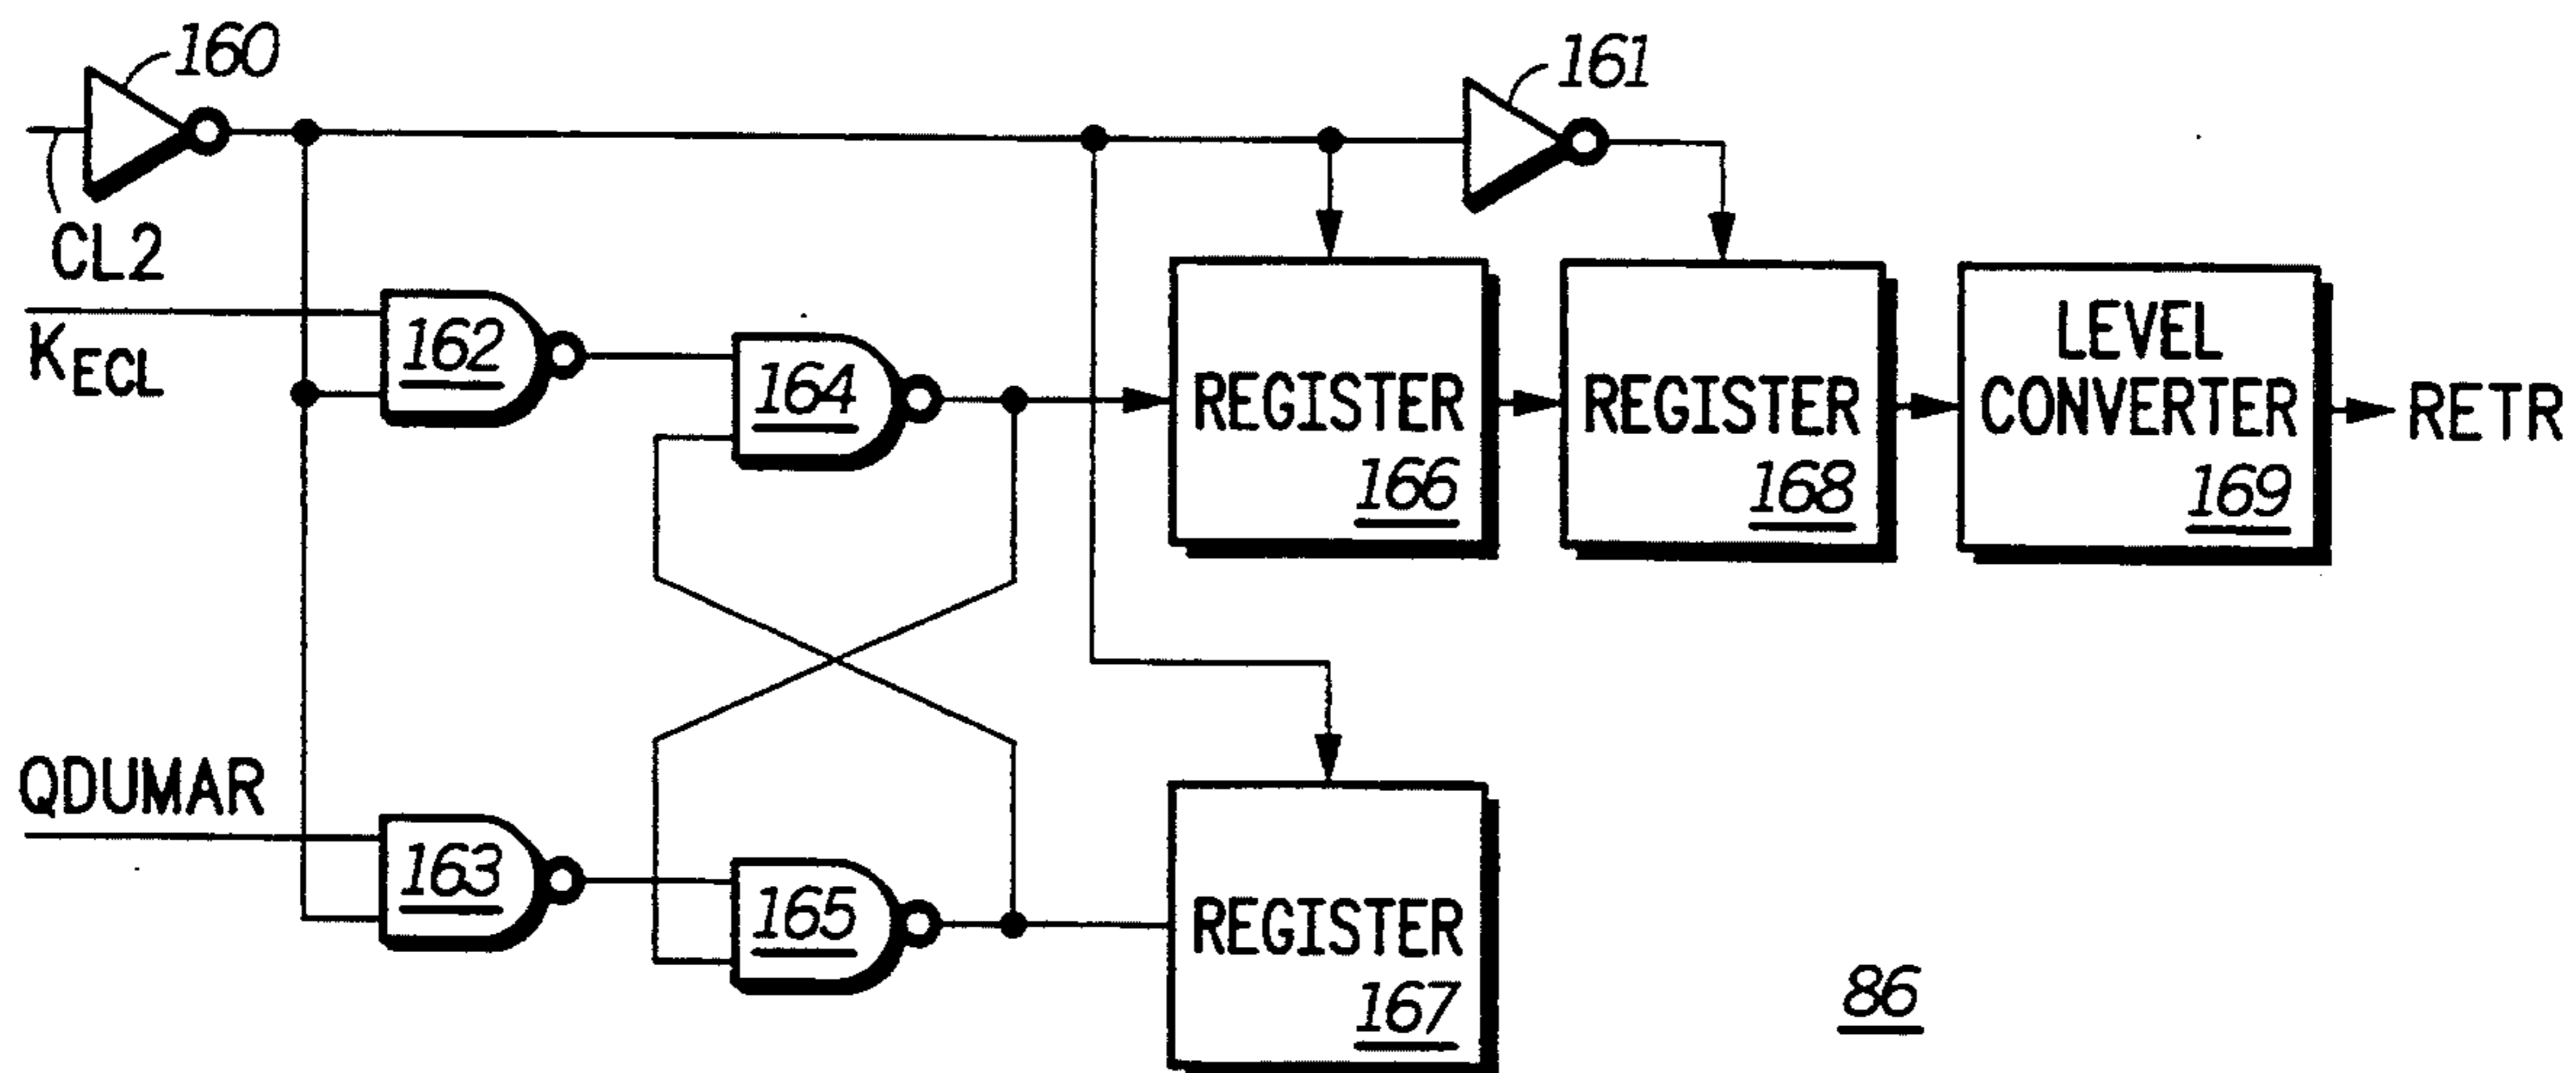 160
161
CL2
K_ECL
162
164
REGISTER
166
REGISTER
168
LEVEL
CONVERTER
169
RETR
QDUMAR
163
165
REGISTER
167
86